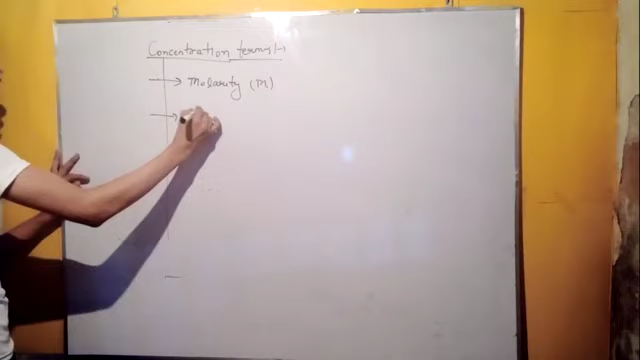 Concentration terms:-
→ Molarity (M)
→